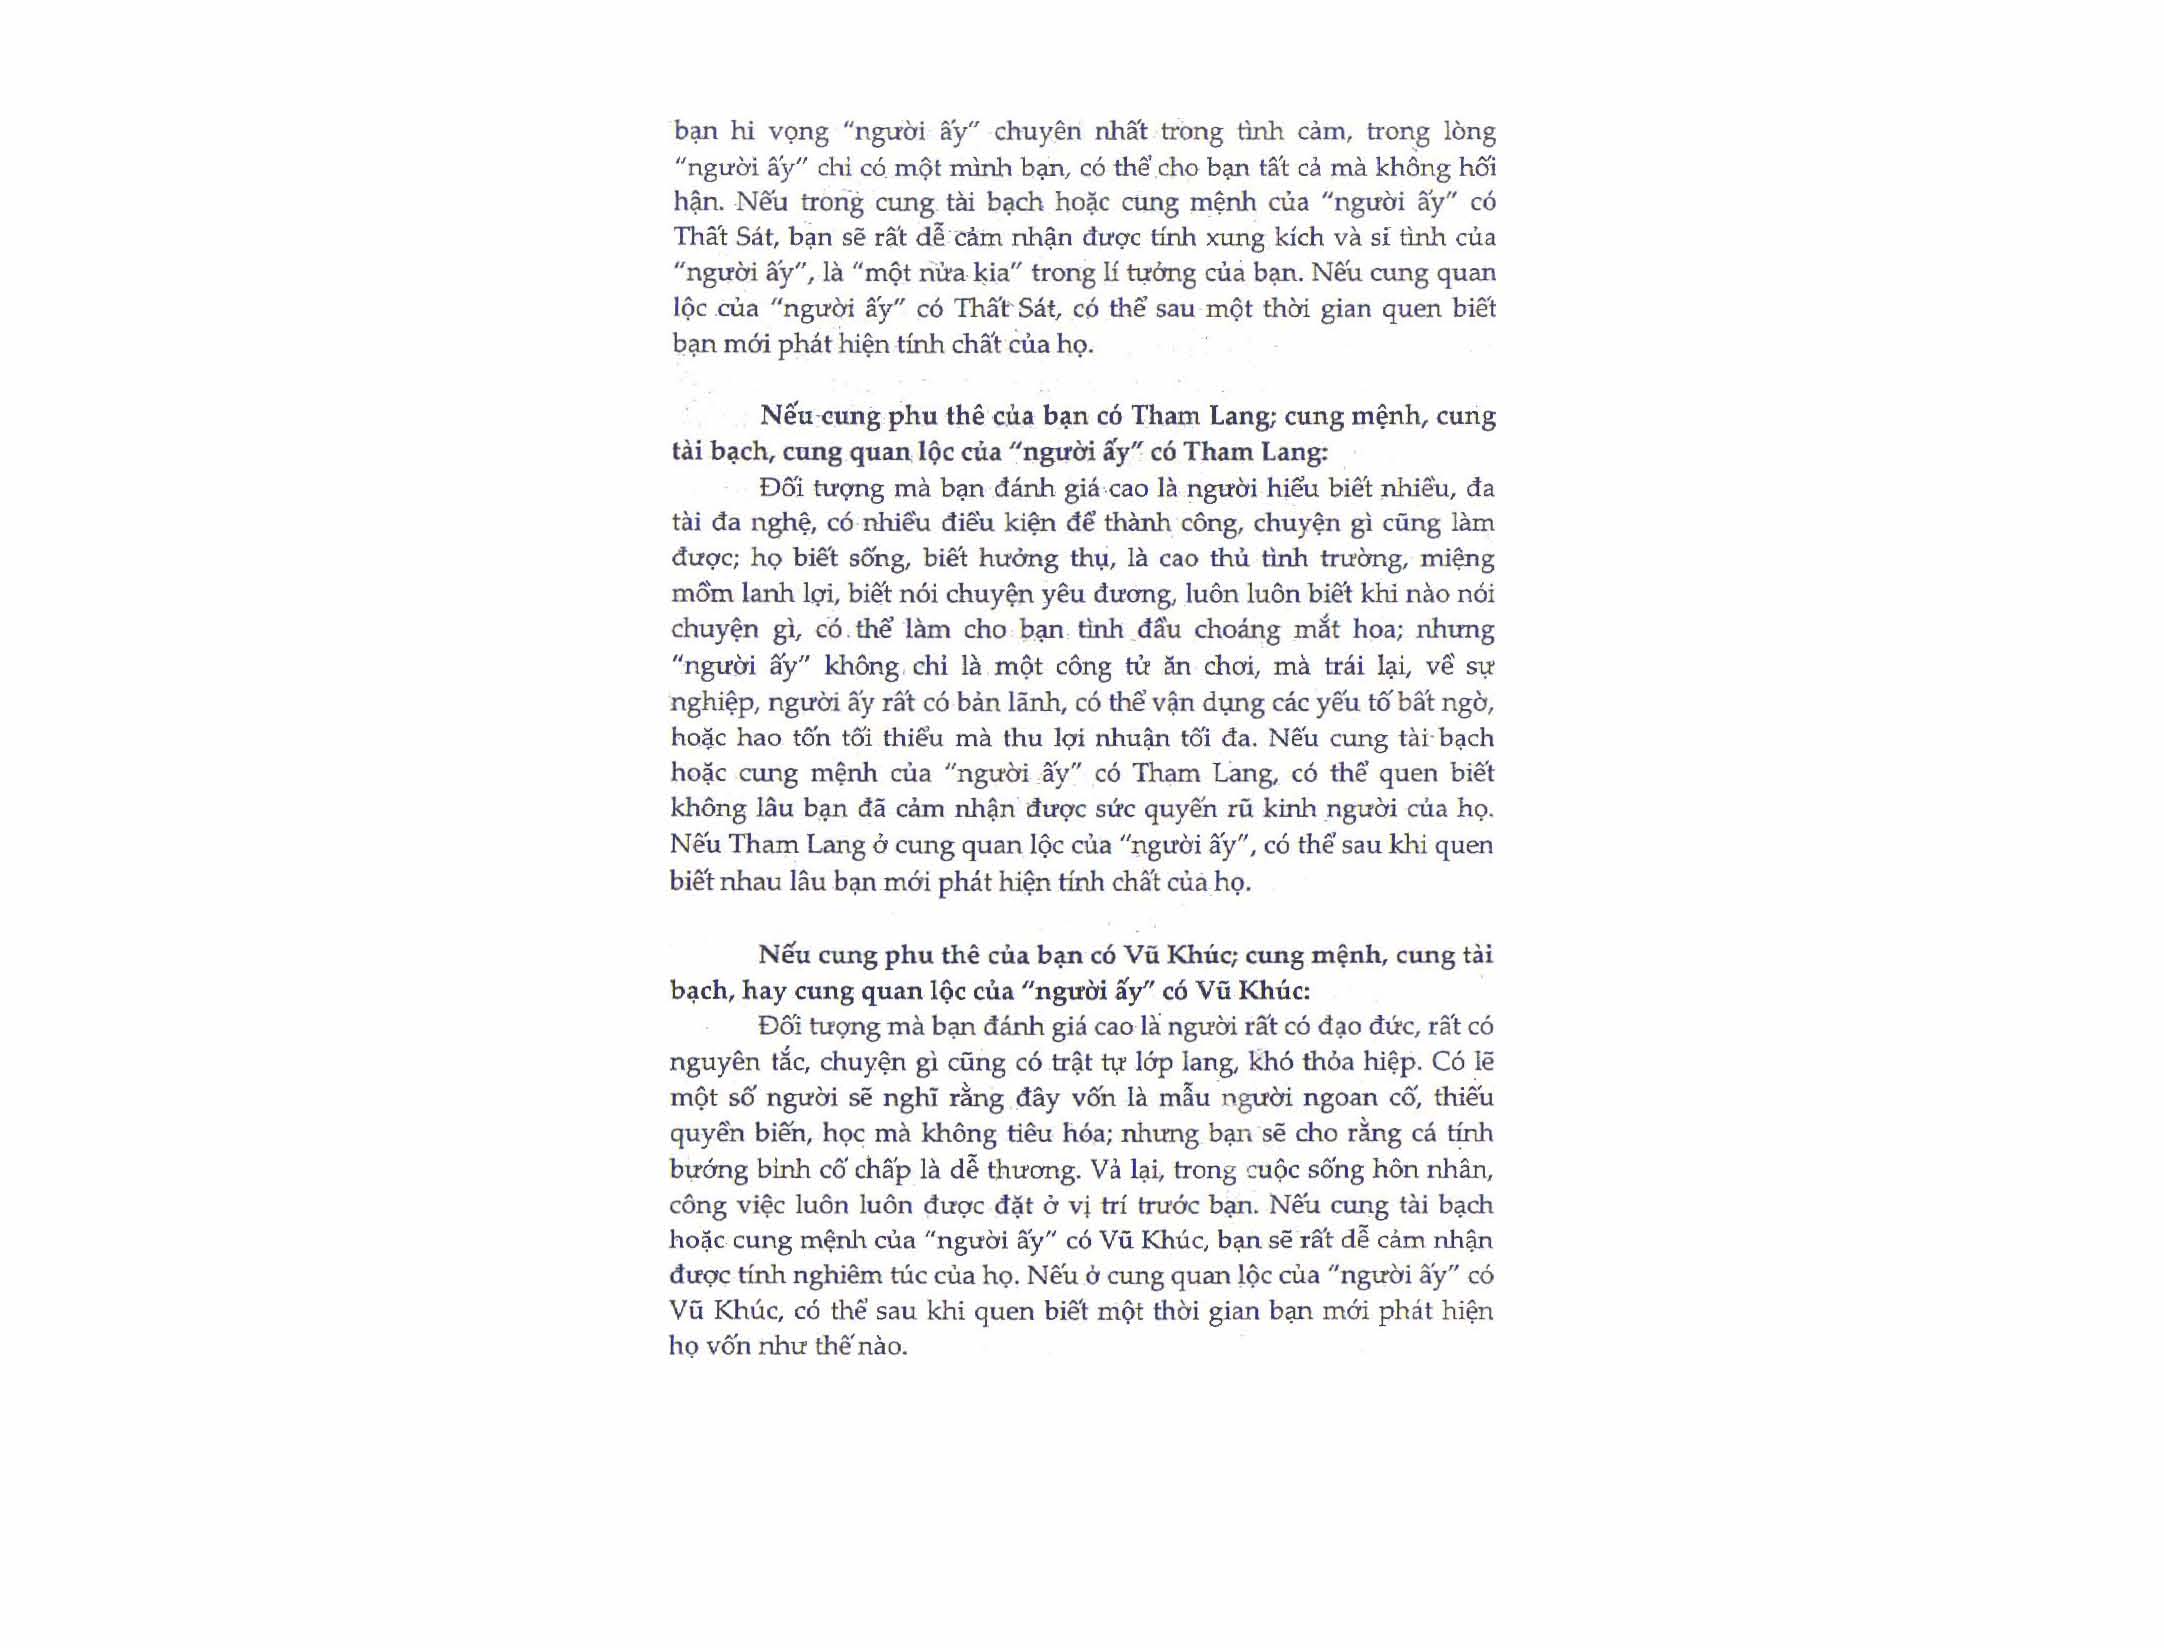 bạn hi vọng “người ấy” chuyên nhất trong tình cảm, trong lòng
“người ấy” chỉ có một mình bạn, có thể cho bạn tất cả mà không hối
hận. Nếu trong cung tài bạch hoặc cung mệnh của “người ấy” có
Thất Sát, bạn sẽ rất dễ cảm nhận được tính xung kích và si tình của
“người ấy”, là “một nửa kia” trong lí tưởng của bạn. Nếu cung quan
lộc của “người ấy” có Thất Sát, có thể sau một thời gian quen biết
bạn mới phát hiện tính chất của họ.
Nếu cung phu thê của bạn có Tham Lang; cung mệnh, cung
tài bạch, cung quan lộc của “người ấy” có Tham Lang:
Đối tượng mà bạn đánh giá cao là người hiểu biết nhiều, đa
tài đa nghệ, có nhiều điều kiện để thành công, chuyện gì cũng làm
được; họ biết sống, biết hưởng thụ, là cao thủ tình trường, miệng
mồm lanh lợi, biết nói chuyện yêu đương, luôn luôn biết khi nào nói
chuyện gì, có thể làm cho bạn tình đầu choáng mắt hoa; nhưng
“người ấy” không chỉ là một công tử ăn chơi, mà trái lại, về sự
nghiệp, người ấy rất có bản lãnh, có thể vận dụng các yếu tố bất ngờ,
hoặc hao tốn tối thiểu mà thu lợi nhuận tối đa. Nếu cung tài bạch
hoặc cung mệnh của “người ấy” có Tham Lang, có thể quen biết
không lâu bạn đã cảm nhận được sức quyến rũ kinh người của họ.
Nếu Tham Lang ở cung quan lộc của “người ấy”, có thể sau khi quen
biết nhau lâu bạn mới phát hiện tính chất của họ.
Nếu cung phu thê của bạn có Vũ Khúc; cung mệnh, cung tài
bạch, hay cung quan lộc của “người ấy” có Vũ Khúc:
Đối tượng mà bạn đánh giá cao là người rất có đạo đức, rất có
nguyên tắc, chuyện gì cũng có trật tự lớp lang, khó thỏa hiệp. Có lẽ
một số người sẽ nghĩ rằng đây vốn là mẫu người ngoan cố, thiếu
quyền biến, học mà không tiêu hóa; nhưng bạn sẽ cho rằng cá tính
bướng bỉnh cố chấp là dễ thương. Vả lại, trong cuộc sống hôn nhân,
công việc luôn luôn được đặt ở vị trí trước bạn. Nếu cung tài bạch
hoặc cung mệnh của “người ấy” có Vũ Khúc, bạn sẽ rất dễ cảm nhận
được tính nghiêm túc của họ. Nếu ở cung quan lộc của “người ấy” có
Vũ Khúc, có thể sau khi quen biết một thời gian bạn mới phát hiện
họ vốn như thế nào.